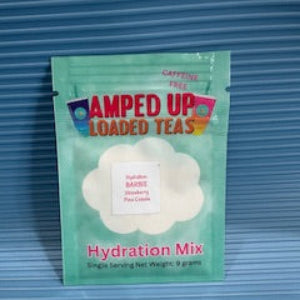 CAFFEINE
FREE
AMPED UP
LOADED TEAS
Hydration
BARBIE
Strawberry
Pina Colada
Hydration Mix
Single Serving Net Weight: 9 grams